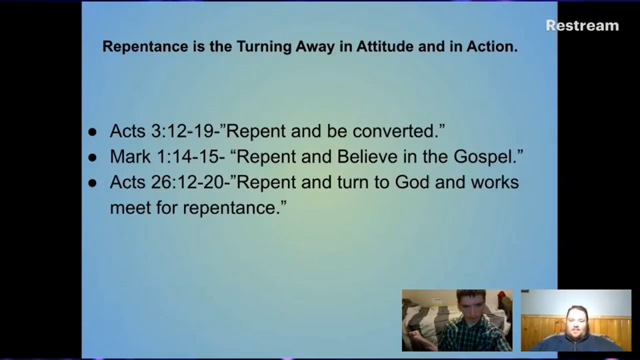 Restream
Repentance is the Turning Away in Attitude and in Action.
● Acts 3:12-19-”Repent and be converted.”
● Mark 1:14-15- “Repent and Believe in the Gospel.”
● Acts 26:12-20-”Repent and turn to God and works
meet for repentance.”